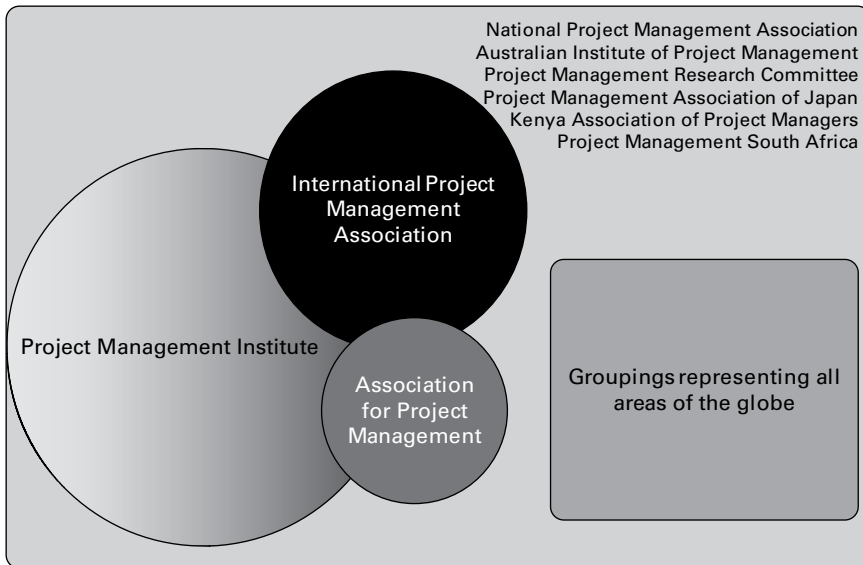 National Project Management Association
Australian Institute of Project Management
Project Management Research Committee
Project Management Association of Japan
Kenya Association of Project Managers
Project Management South Africa
International Project
Management
Association
Project Management Institute
Association
for Project
Management
Groupings representing all
areas of the globe